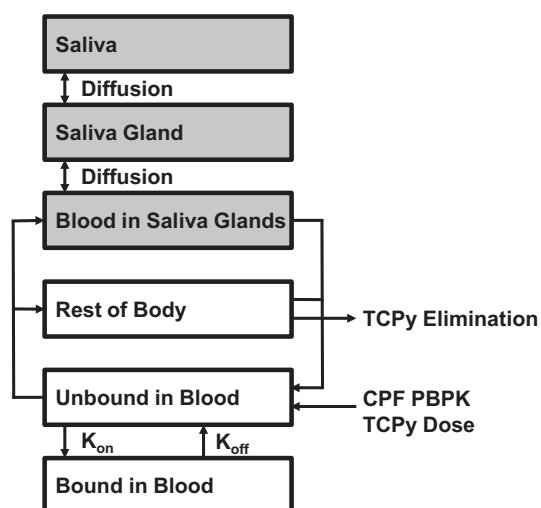 Saliva
Diffusion
Saliva Gland
Diffusion
Blood in Saliva Glands
Rest of Body
TCPy Elimination
Unbound in Blood
CPF PBPK
TCPy Dose
Kon
Koff
Bound in Blood